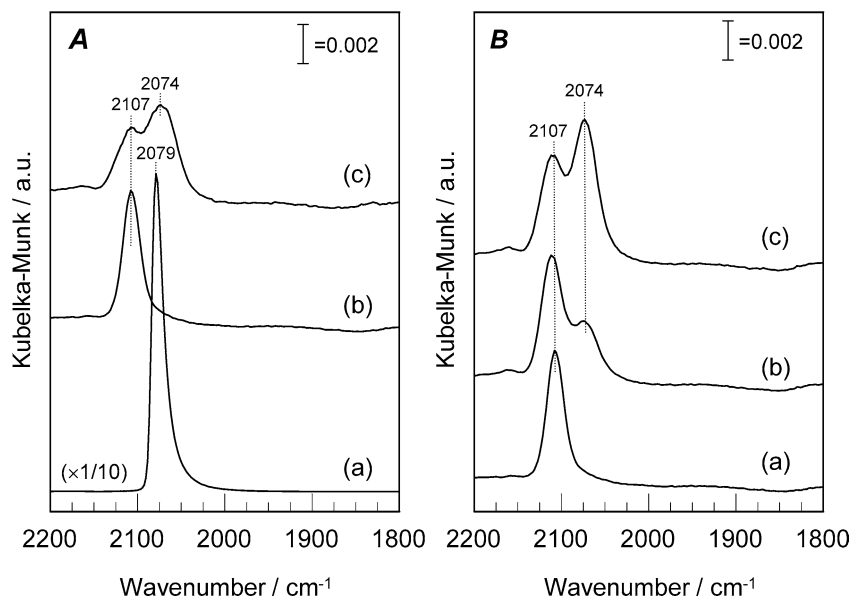 A
=0.002
2107
2074
2079
(c)
(b)
(×1/10)
(a)
Kubelka-Munk / a.u.
2200 2100 2000 1900 1800
Wavenumber / cm-1
B
=0.002
2074
2107
(c)
(b)
(a)
Kubelka-Munk / a.u.
2200 2100 2000 1900 1800
Wavenumber / cm-1